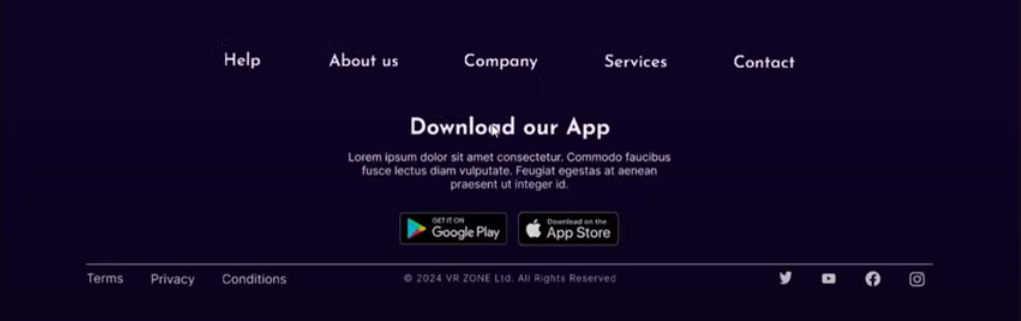 Help About us Company Services Contact
Download our App
Lorem ipsum dolor sit amet consectetur. Commodo faucibus
fusce lectus diam vulputate. Feugiat egestas at aenean
praesent ut integer id.
GET IT ON
Google Play
Download on the
App Store
Terms Privacy Conditions © 2024 VR ZONE Ltd. All Rights Reserved